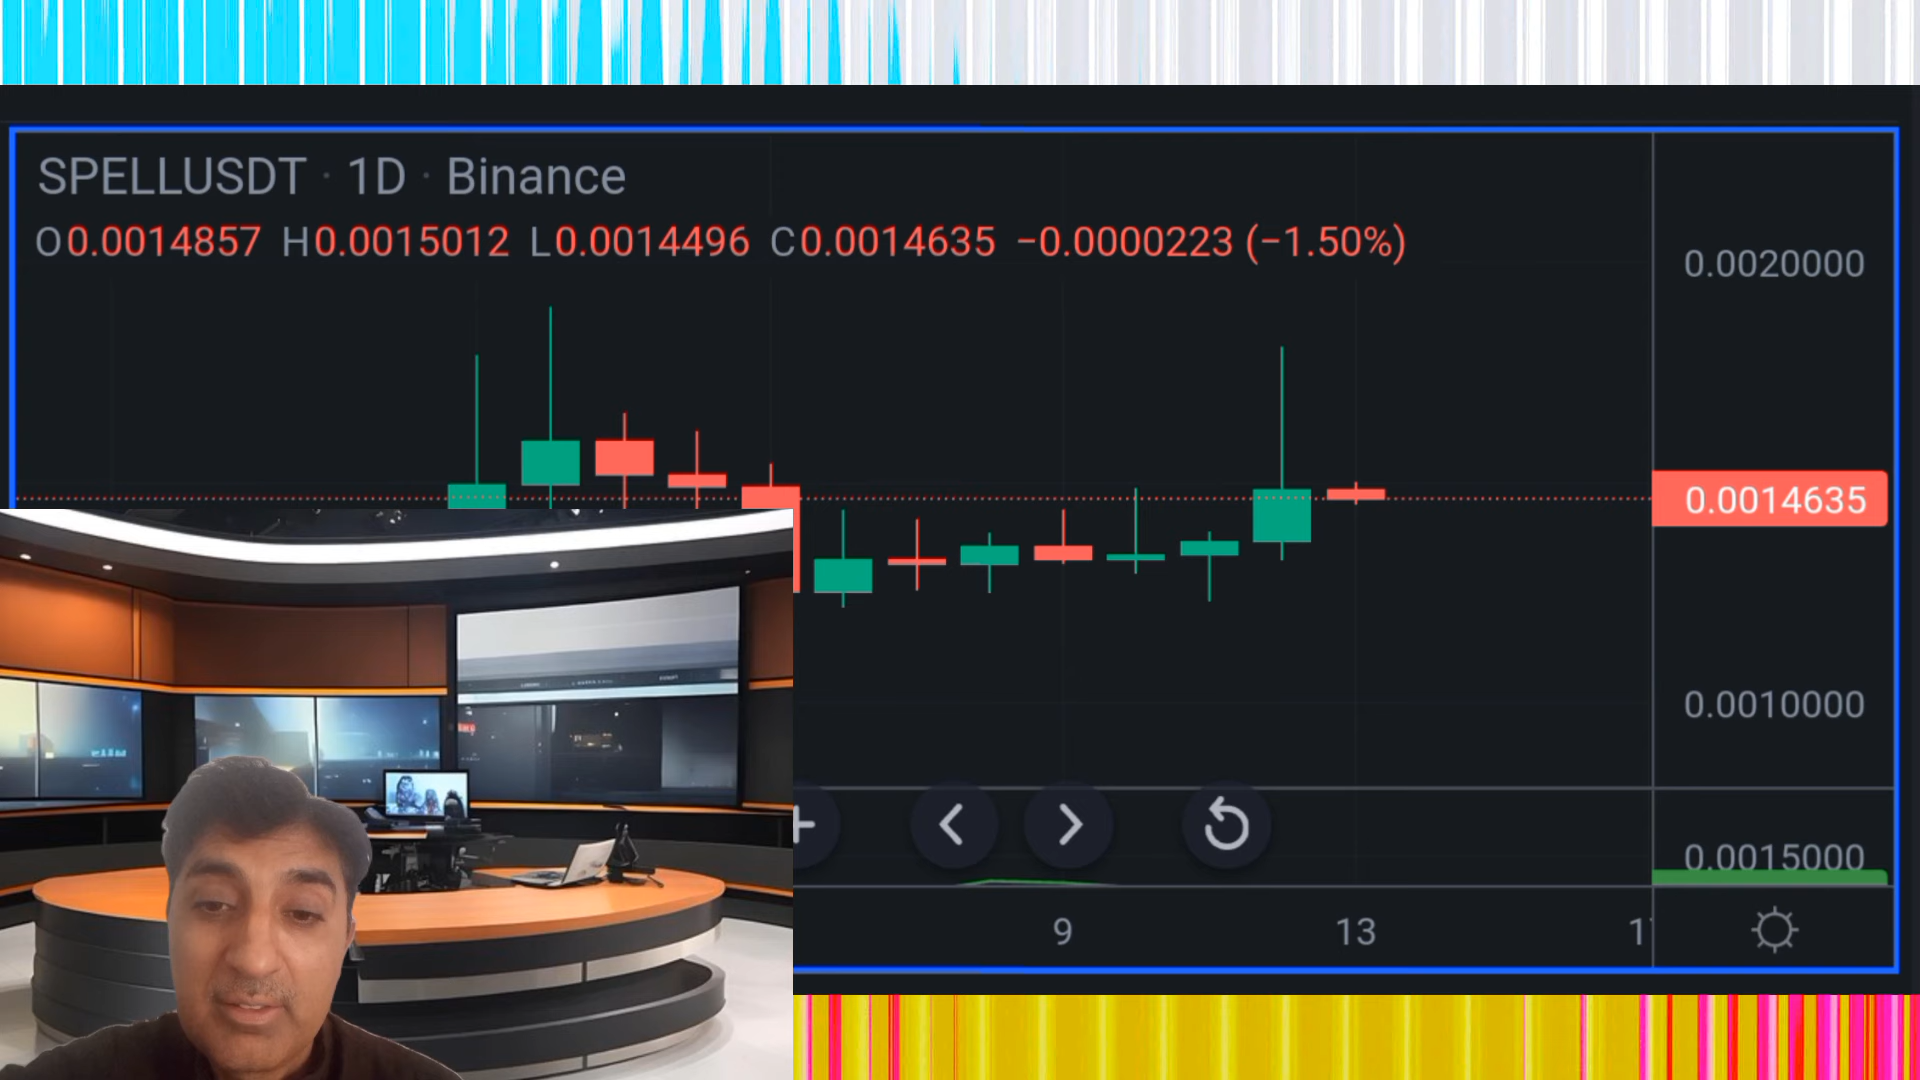 SPELLUSDT · 1D · Binance
O0.0014857 H0.0015012 L0.0014496 C0.0014635 −0.0000223 (−1.50%)
0.0020000
0.0014635
0.0010000
0.0015000
9 13